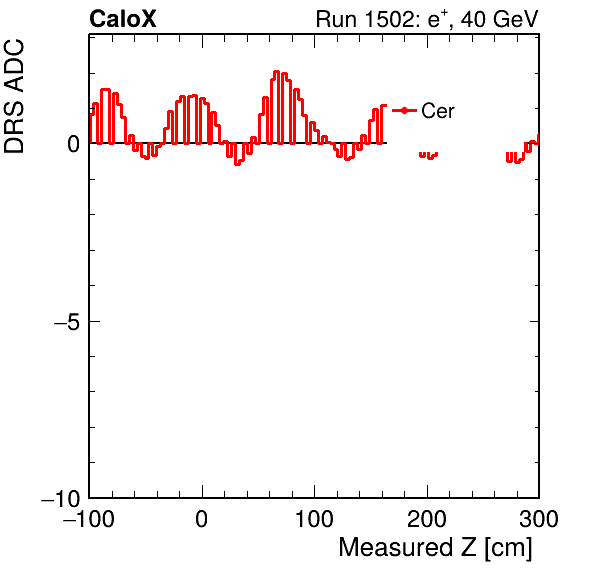 CaloX Run 1502: e⁺, 40 GeV
DRS ADC
Cer
0
−5
−10
−100 0 100 200 300
Measured Z [cm]